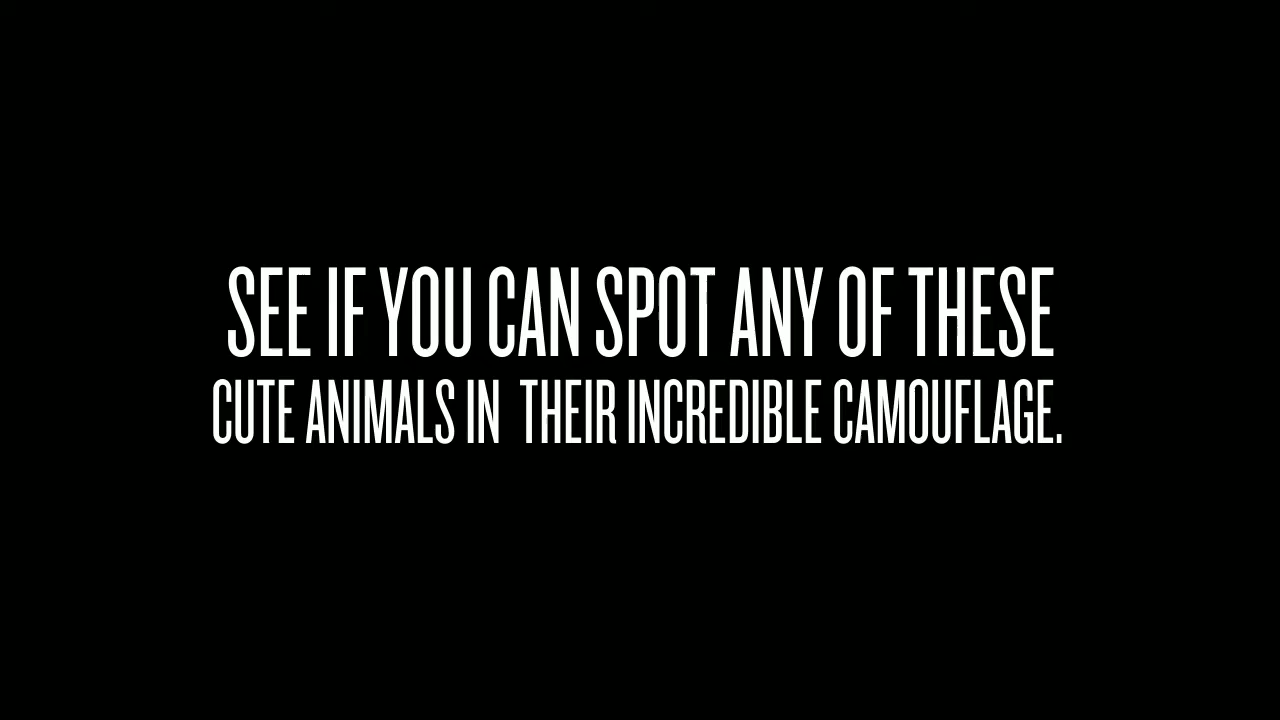 SEE IF YOU CAN SPOT ANY OF THESE
CUTE ANIMALS IN  THEIR INCREDIBLE CAMOUFLAGE.